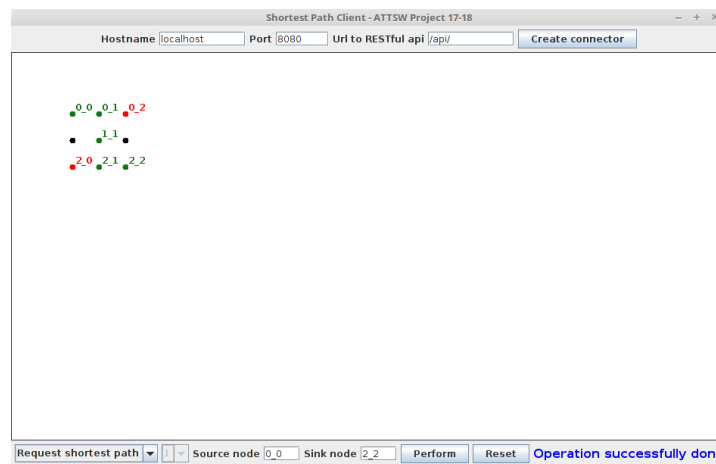 Shortest Path Client - ATTSW Project 17-18
Hostname localhost Port 8080 Url to RESTful api /api/ Create connector
0_0 0_1 0_2
1_1
2_0 2_1 2_2
Request shortest path 1 Source node 0_0 Sink node 2_2 Perform Reset Operation successfully don